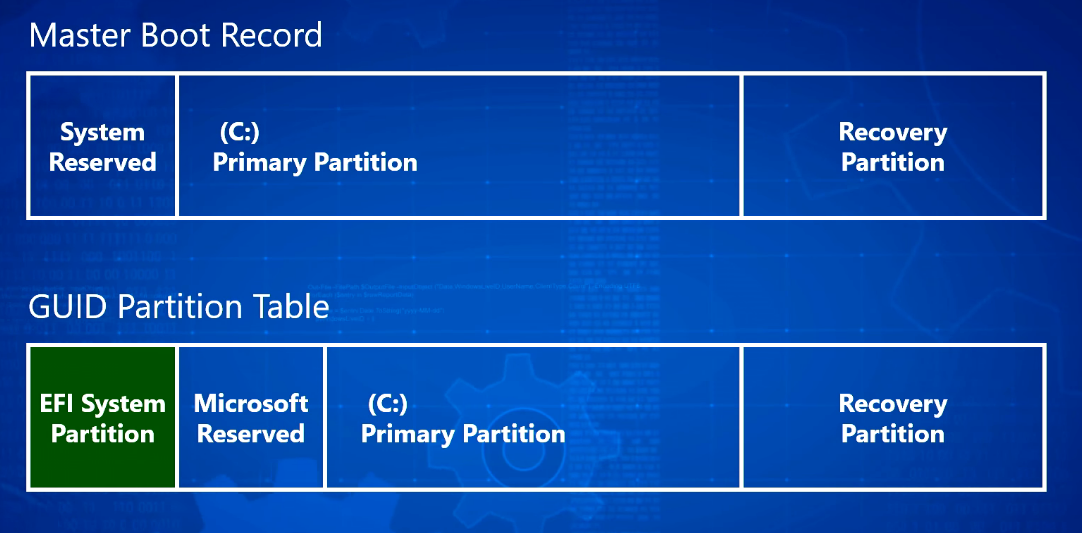 Master Boot Record
System
Reserved
(C:)
Primary Partition
Recovery
Partition
GUID Partition Table
EFI System
Partition
Microsoft
Reserved
(C:)
Primary Partition
Recovery
Partition